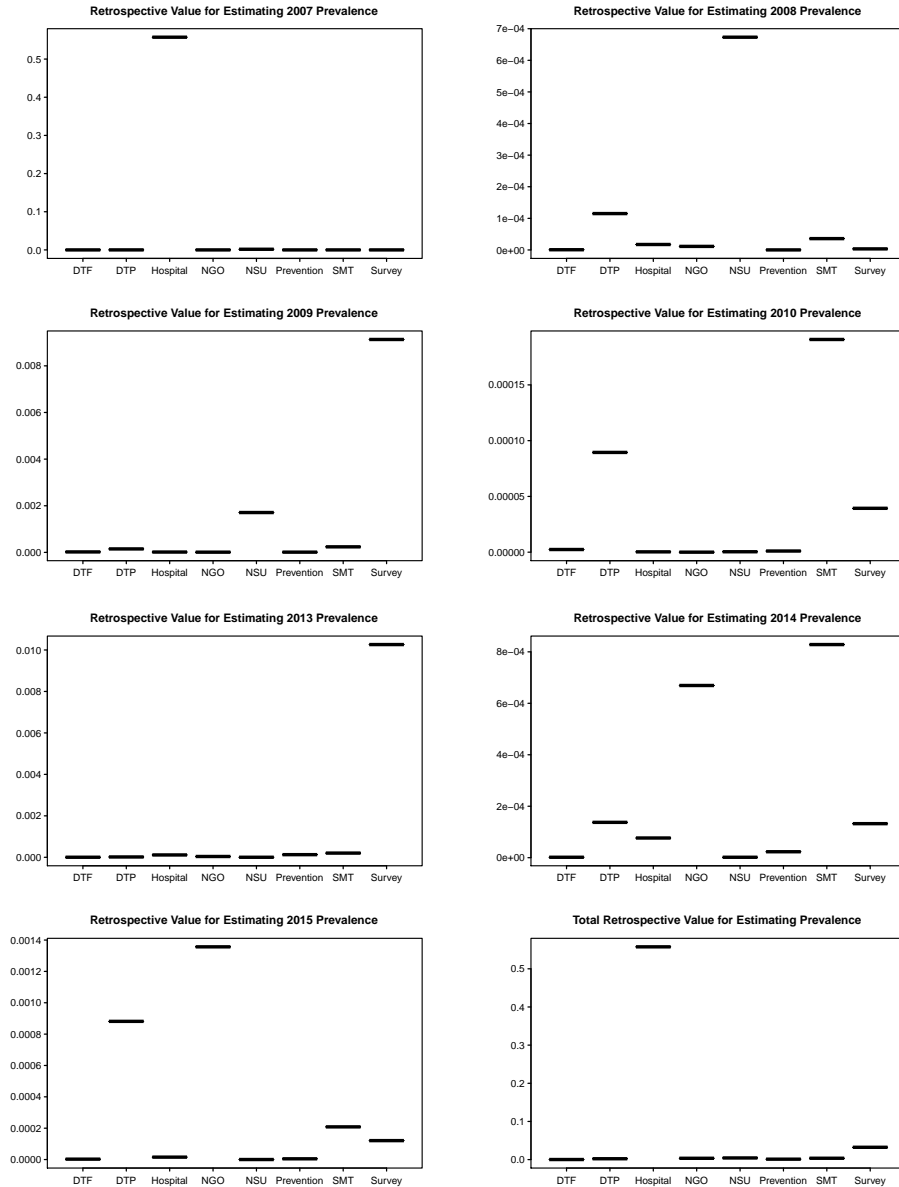 Retrospective Value for Estimating 2007 Prevalence
0.5
0.4
0.3
0.2
0.1
0.0
DTF DTP Hospital NGO NSU Prevention SMT Survey
Retrospective Value for Estimating 2008 Prevalence
7e−04
6e−04
5e−04
4e−04
3e−04
2e−04
1e−04
0e+00
DTF DTP Hospital NGO NSU Prevention SMT Survey
Retrospective Value for Estimating 2009 Prevalence
0.008
0.006
0.004
0.002
0.000
DTF DTP Hospital NGO NSU Prevention SMT Survey
Retrospective Value for Estimating 2010 Prevalence
0.00015
0.00010
0.00005
0.00000
DTF DTP Hospital NGO NSU Prevention SMT Survey
Retrospective Value for Estimating 2013 Prevalence
0.010
0.008
0.006
0.004
0.002
0.000
DTF DTP Hospital NGO NSU Prevention SMT Survey
Retrospective Value for Estimating 2014 Prevalence
8e−04
6e−04
4e−04
2e−04
0e+00
DTF DTP Hospital NGO NSU Prevention SMT Survey
Retrospective Value for Estimating 2015 Prevalence
0.0014
0.0012
0.0010
0.0008
0.0006
0.0004
0.0002
0.0000
DTF DTP Hospital NGO NSU Prevention SMT Survey
Total Retrospective Value for Estimating Prevalence
0.5
0.4
0.3
0.2
0.1
0.0
DTF DTP Hospital NGO NSU Prevention SMT Survey